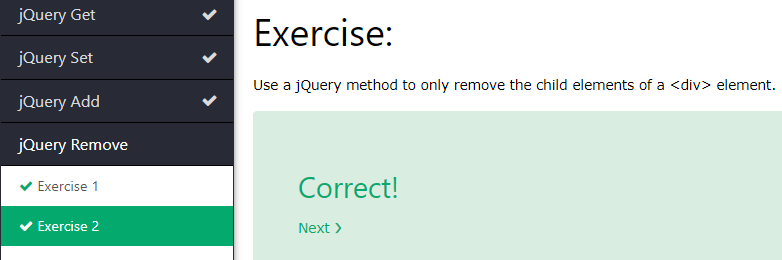 jQuery Get
jQuery Set
jQuery Add
jQuery Remove
Exercise 1
Exercise 2
Exercise:
Use a jQuery method to only remove the child elements of a <div> element.
Correct!
Next ❯